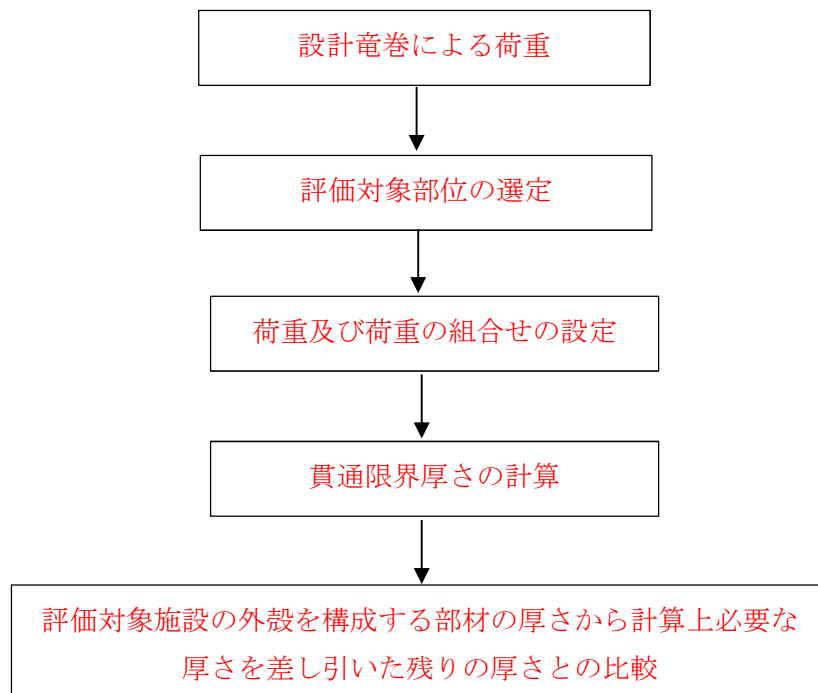 設計竜巻による荷重
評価対象部位の選定
荷重及び荷重の組合せの設定
貫通限界厚さの計算
評価対象施設の外殻を構成する部材の厚さから計算上必要な
厚さを差し引いた残りの厚さとの比較